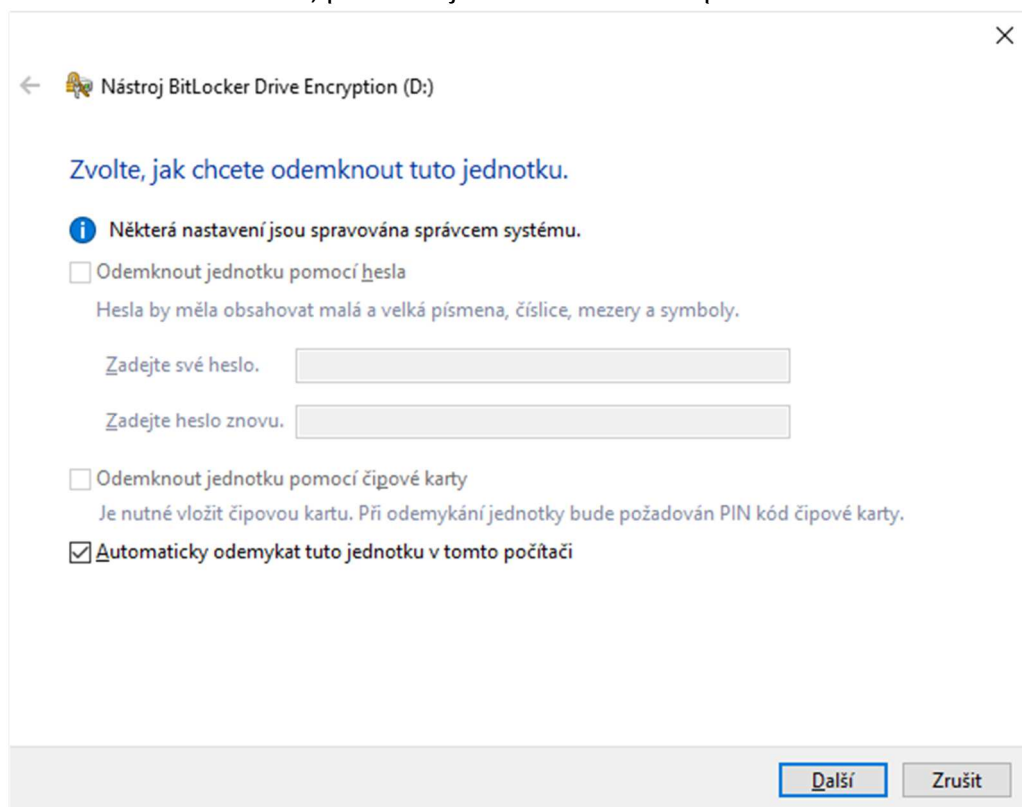 Nástroj BitLocker Drive Encryption (D:)
Zvolte, jak chcete odemknout tuto jednotku.
Některá nastavení jsou spravována správcem systému.
Odemknout jednotku pomocí hesla
Hesla by měla obsahovat malá a velká písmena, číslice, mezery a symboly.
Zadejte své heslo.
Zadejte heslo znovu.
Odemknout jednotku pomocí čipové karty
Je nutné vložit čipovou kartu. Při odemykání jednotky bude požadován PIN kód čipové karty.
Automaticky odemykat tuto jednotku v tomto počítači
Další Zrušit